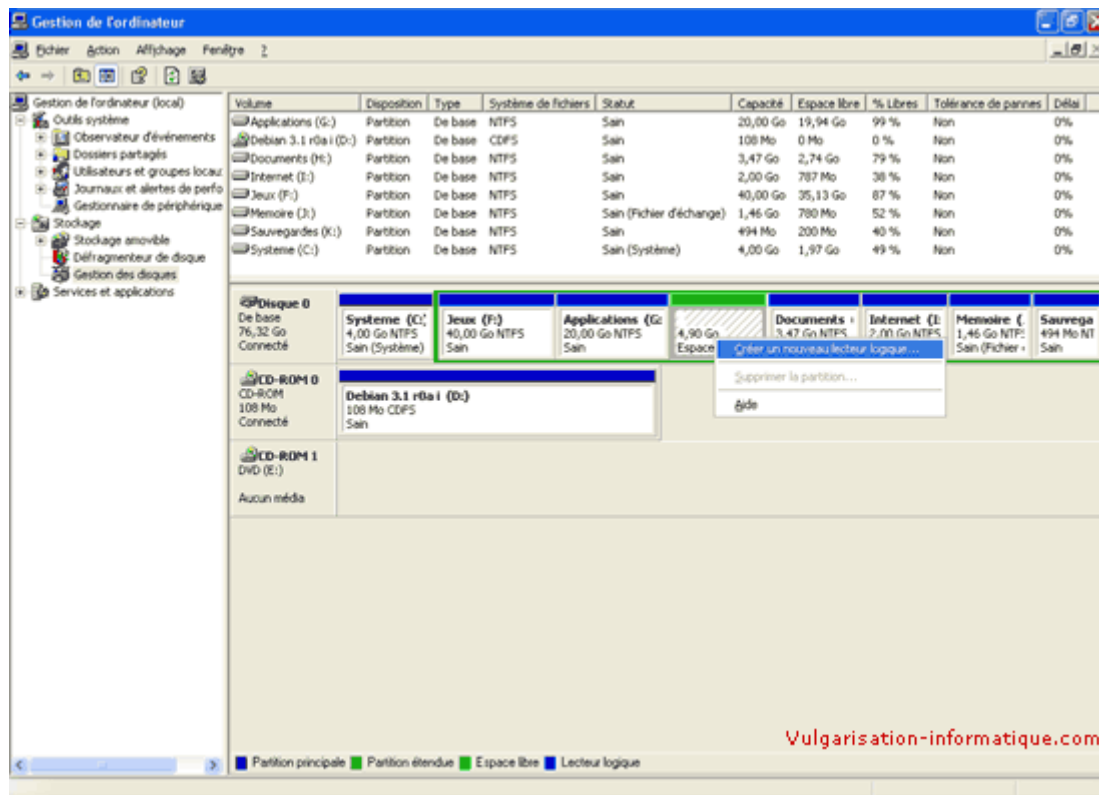 Gestion de l'ordinateur
Fichier Action Affichage Fenêtre ?
Gestion de l'ordinateur (local)
Outils système
Observateur d'événements
Dossiers partagés
Utilisateurs et groupes locau
Journaux et alertes de perfo
Gestionnaire de périphérique
Stockage
Stockage amovible
Défragmenteur de disque
Gestion des disques
Services et applications
Volume Disposition Type Système de fichiers Statut Capacité Espace libre % Libres Tolérance de pannes Délai
Applications (G:) Partition De base NTFS Sain 20,00 Go 19,94 Go 99 % Non 0%
Debian 3.1 r0a i (D:) Partition De base CDFS Sain 108 Mo 0 Mo 0 % Non 0%
Documents (H:) Partition De base NTFS Sain 3,47 Go 2,74 Go 79 % Non 0%
Internet (I:) Partition De base NTFS Sain 2,00 Go 787 Mo 38 % Non 0%
Jeux (F:) Partition De base NTFS Sain 40,00 Go 35,13 Go 87 % Non 0%
Memoire (J:) Partition De base NTFS Sain (Fichier d'échange) 1,46 Go 780 Mo 52 % Non 0%
Sauvegardes (K:) Partition De base NTFS Sain 494 Mo 200 Mo 40 % Non 0%
Systeme (C:) Partition De base NTFS Sain (Système) 4,00 Go 1,97 Go 49 % Non 0%
Disque 0
De base
76,32 Go
Connecté
Systeme (C:
4,00 Go NTFS
Sain (Système)
Jeux (F:)
40,00 Go NTFS
Sain
Applications (G:
20,00 Go NTFS
Sain
4,90 Go
Espace
Documents
3,47 Go NTFS
Internet (I:
2,00 Go NTFS
Memoire (
1,46 Go NTFS
Sain (Fichier
Sauvega
494 Mo NT
Sain
Créer un nouveau lecteur logique...
Supprimer la partition...
Aide
CD-ROM 0
CD-ROM
108 Mo
Connecté
Debian 3.1 r0a i (D:)
108 Mo CDFS
Sain
CD-ROM 1
DVD (E:)
Aucun média
Vulgarisation-informatique.com
Partition principale Partition étendue Espace libre Lecteur logique